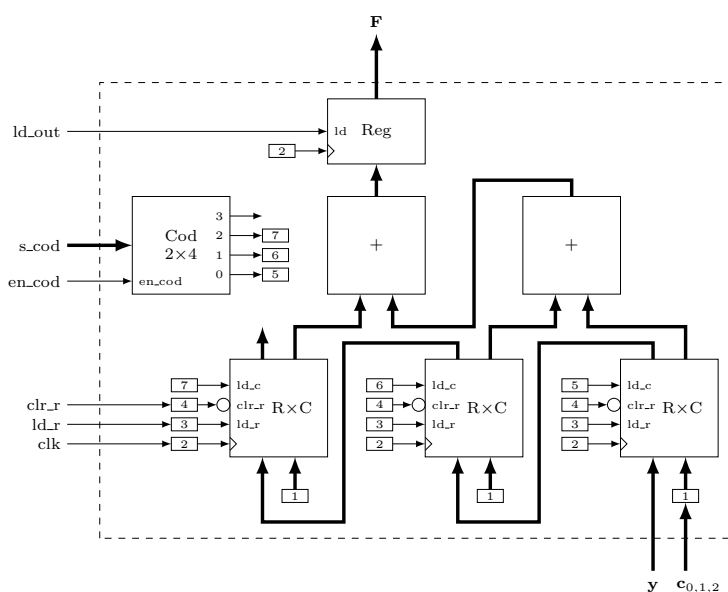 F
ld_out
ld Reg
2
s_cod
Cod
2×4
3
2 7
1 6
0 5
en_cod
en_cod
+
+
7 ld_c
6 ld_c
5 ld_c
clr_r 4 clr_r R×C
4 clr_r R×C
4 clr_r R×C
ld_r 3 ld_r
3 ld_r
3 ld_r
clk 2
2
2
1
1
1
y c0,1,2